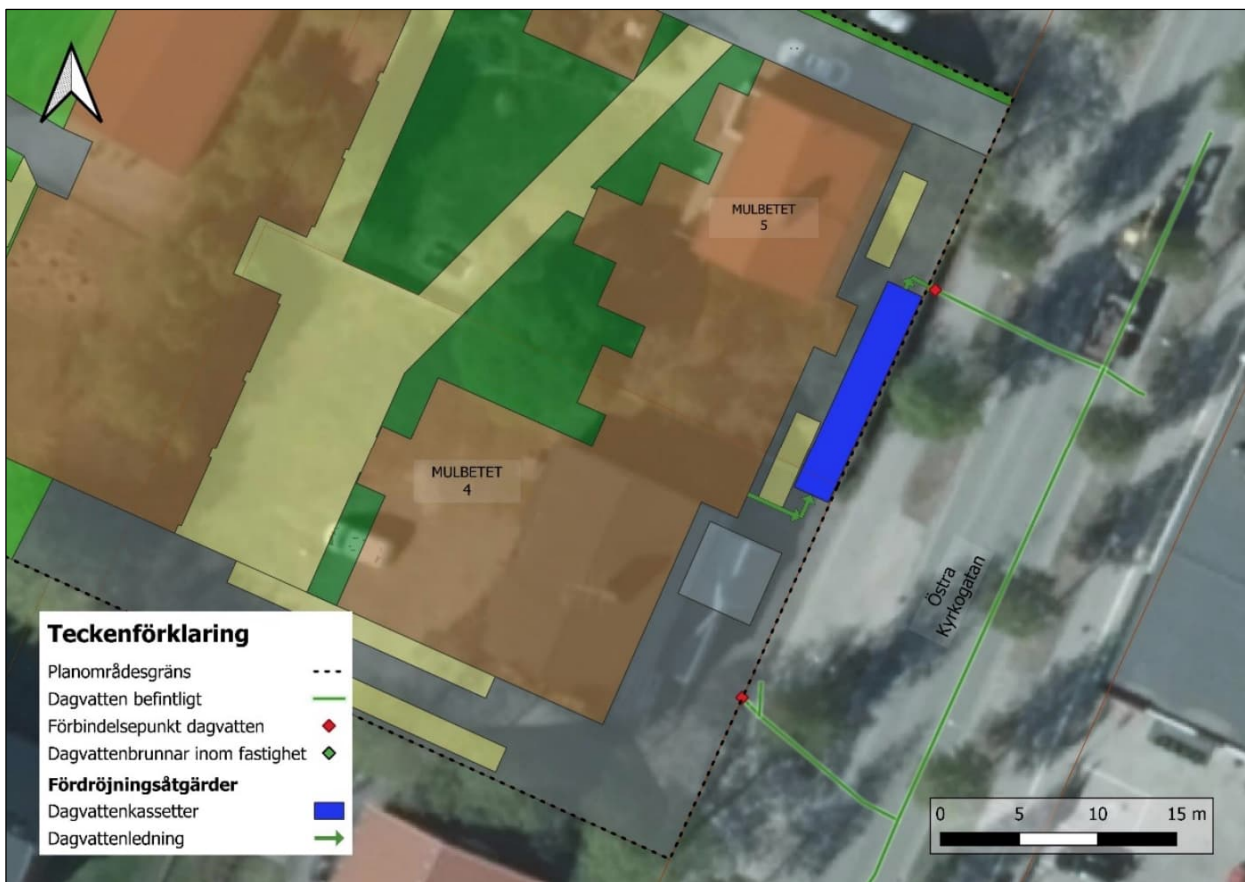 MULBETET
5
MULBETET
4
Östra
Kyrkogatan
Teckenförklaring
Planområdesgräns
Dagvatten befintligt
Förbindelsepunkt dagvatten
Dagvattenbrunnar inom fastighet
Fördröjningsåtgärder
Dagvattenkassetter
Dagvattenledning
0 5 10 15 m